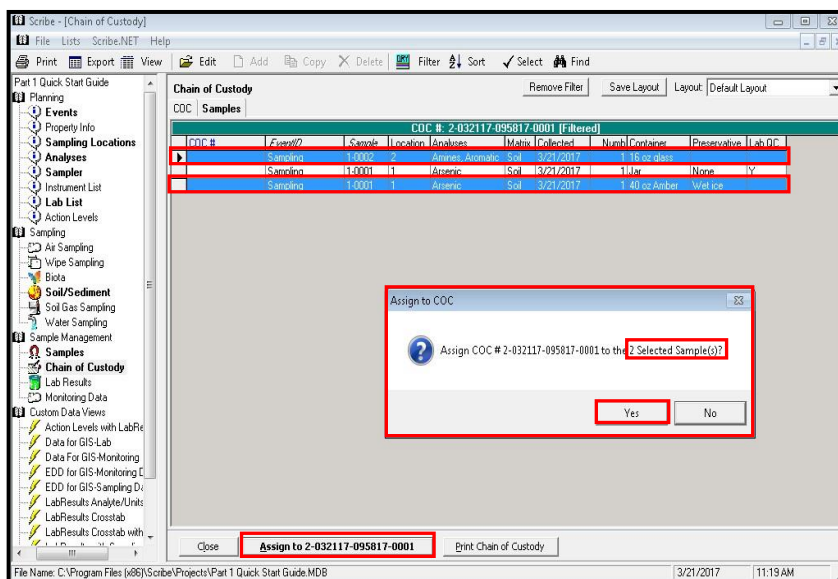 Scribe - [Chain of Custody]
File Lists Scribe.NET Help
Print Export View Edit Add Copy Delete QRY Filter Sort Select Find
Part 1 Quick Start Guide
Planning
Events
Property Info
Sampling Locations
Analyses
Sampler
Instrument List
Lab List
Action Levels
Sampling
Air Sampling
Wipe Sampling
Biota
Soil/Sediment
Soil Gas Sampling
Water Sampling
Sample Management
Samples
Chain of Custody
Lab Results
Monitoring Data
Custom Data Views
Action Levels with LabRe
Data for GIS-Lab
Data For GIS-Monitoring
EDD for GIS-Monitoring D
EDD for GIS-Sampling Da
LabResults Analyte/Units
LabResults Crosstab
LabResults Crosstab with
Chain of Custody Remove Filter Save Layout Layout: Default Layout
COC Samples
COC #: 2-032117-095817-0001 [Filtered]
COC # EventID Sample Location Analyses Matrix Collected Numb Container Preservative Lab QC
Sampling 1-0002 2 Amines, Aromatic Soil 3/21/2017 1 16 oz glass
Sampling 1-0001 1 Arsenic Soil 3/21/2017 1 Jar None Y
Sampling 1-0001 1 Arsenic Soil 3/21/2017 1 40 oz Amber Wet ice
Assign to COC
Assign COC # 2-032117-095817-0001 to the 2 Selected Sample(s)?
Yes No
Close Assign to 2-032117-095817-0001 Print Chain of Custody
File Name: C:\Program Files (x86)\Scribe\Projects\Part 1 Quick Start Guide.MDB 3/21/2017 11:19 AM